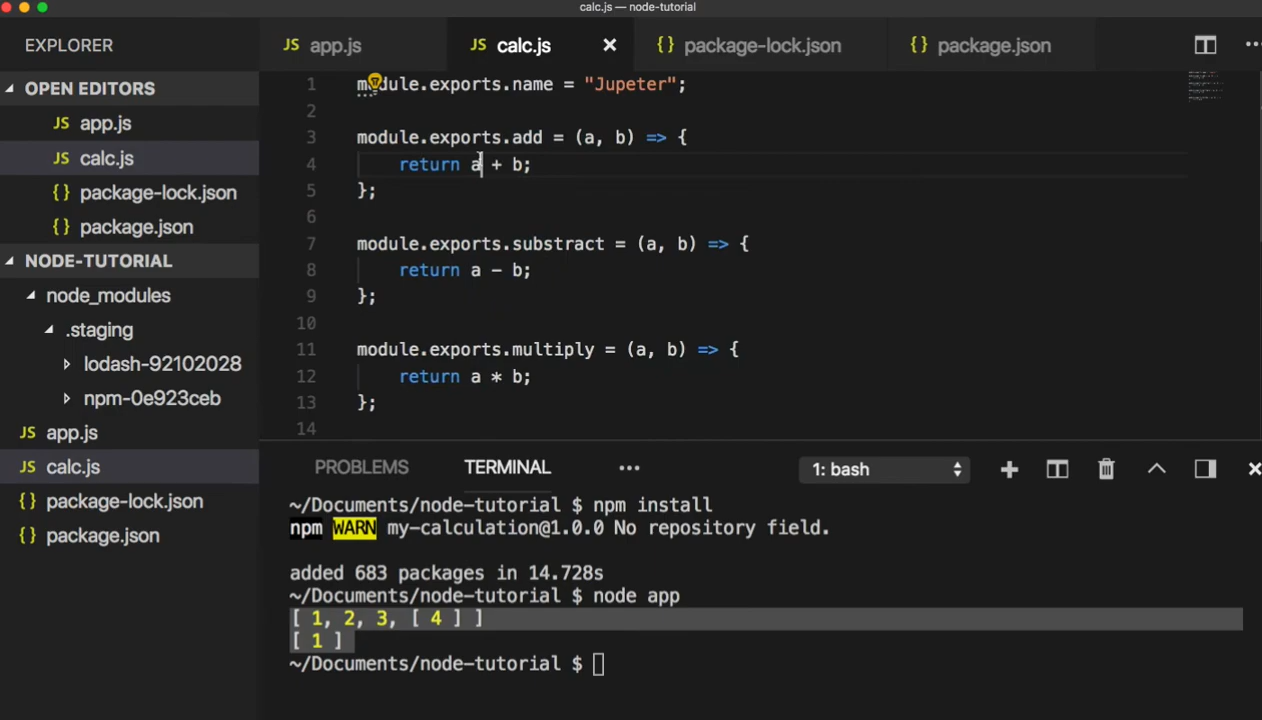 calc.js — node-tutorial
EXPLORER
JS app.js
JS calc.js ×
{} package-lock.json
{} package.json
OPEN EDITORS
JS app.js
JS calc.js
{} package-lock.json
{} package.json
NODE-TUTORIAL
node_modules
.staging
lodash-92102028
npm-0e923ceb
JS app.js
JS calc.js
{} package-lock.json
{} package.json
1 module.exports.name = "Jupeter";
2
3 module.exports.add = (a, b) => {
4 return a + b;
5 };
6
7 module.exports.substract = (a, b) => {
8 return a - b;
9 };
10
11 module.exports.multiply = (a, b) => {
12 return a * b;
13 };
14
PROBLEMS TERMINAL ••• 1: bash
~/Documents/node-tutorial $ npm install
npm WARN my-calculation@1.0.0 No repository field.
added 683 packages in 14.728s
~/Documents/node-tutorial $ node app
[ 1, 2, 3, [ 4 ] ]
[ 1 ]
~/Documents/node-tutorial $